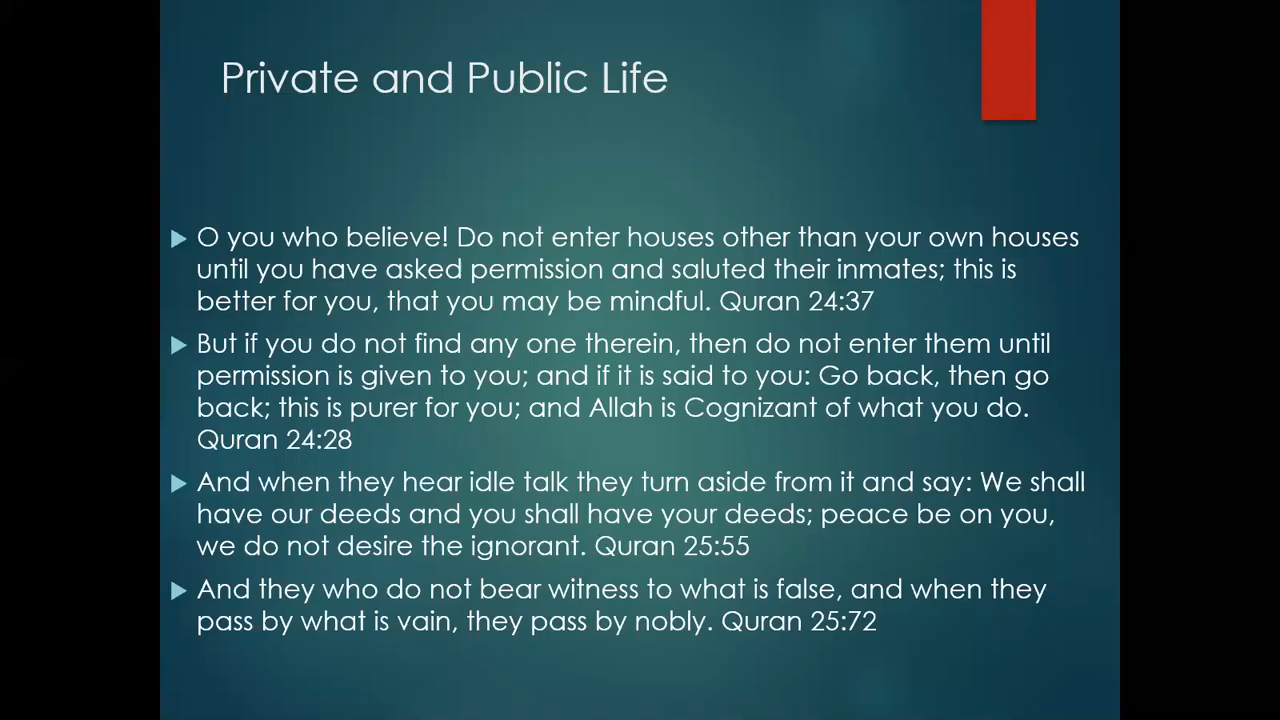 Private and Public Life
O you who believe! Do not enter houses other than your own houses
until you have asked permission and saluted their inmates; this is
better for you, that you may be mindful. Quran 24:37
But if you do not find any one therein, then do not enter them until
permission is given to you; and if it is said to you: Go back, then go
back; this is purer for you; and Allah is Cognizant of what you do.
Quran 24:28
And when they hear idle talk they turn aside from it and say: We shall
have our deeds and you shall have your deeds; peace be on you,
we do not desire the ignorant. Quran 25:55
And they who do not bear witness to what is false, and when they
pass by what is vain, they pass by nobly. Quran 25:72